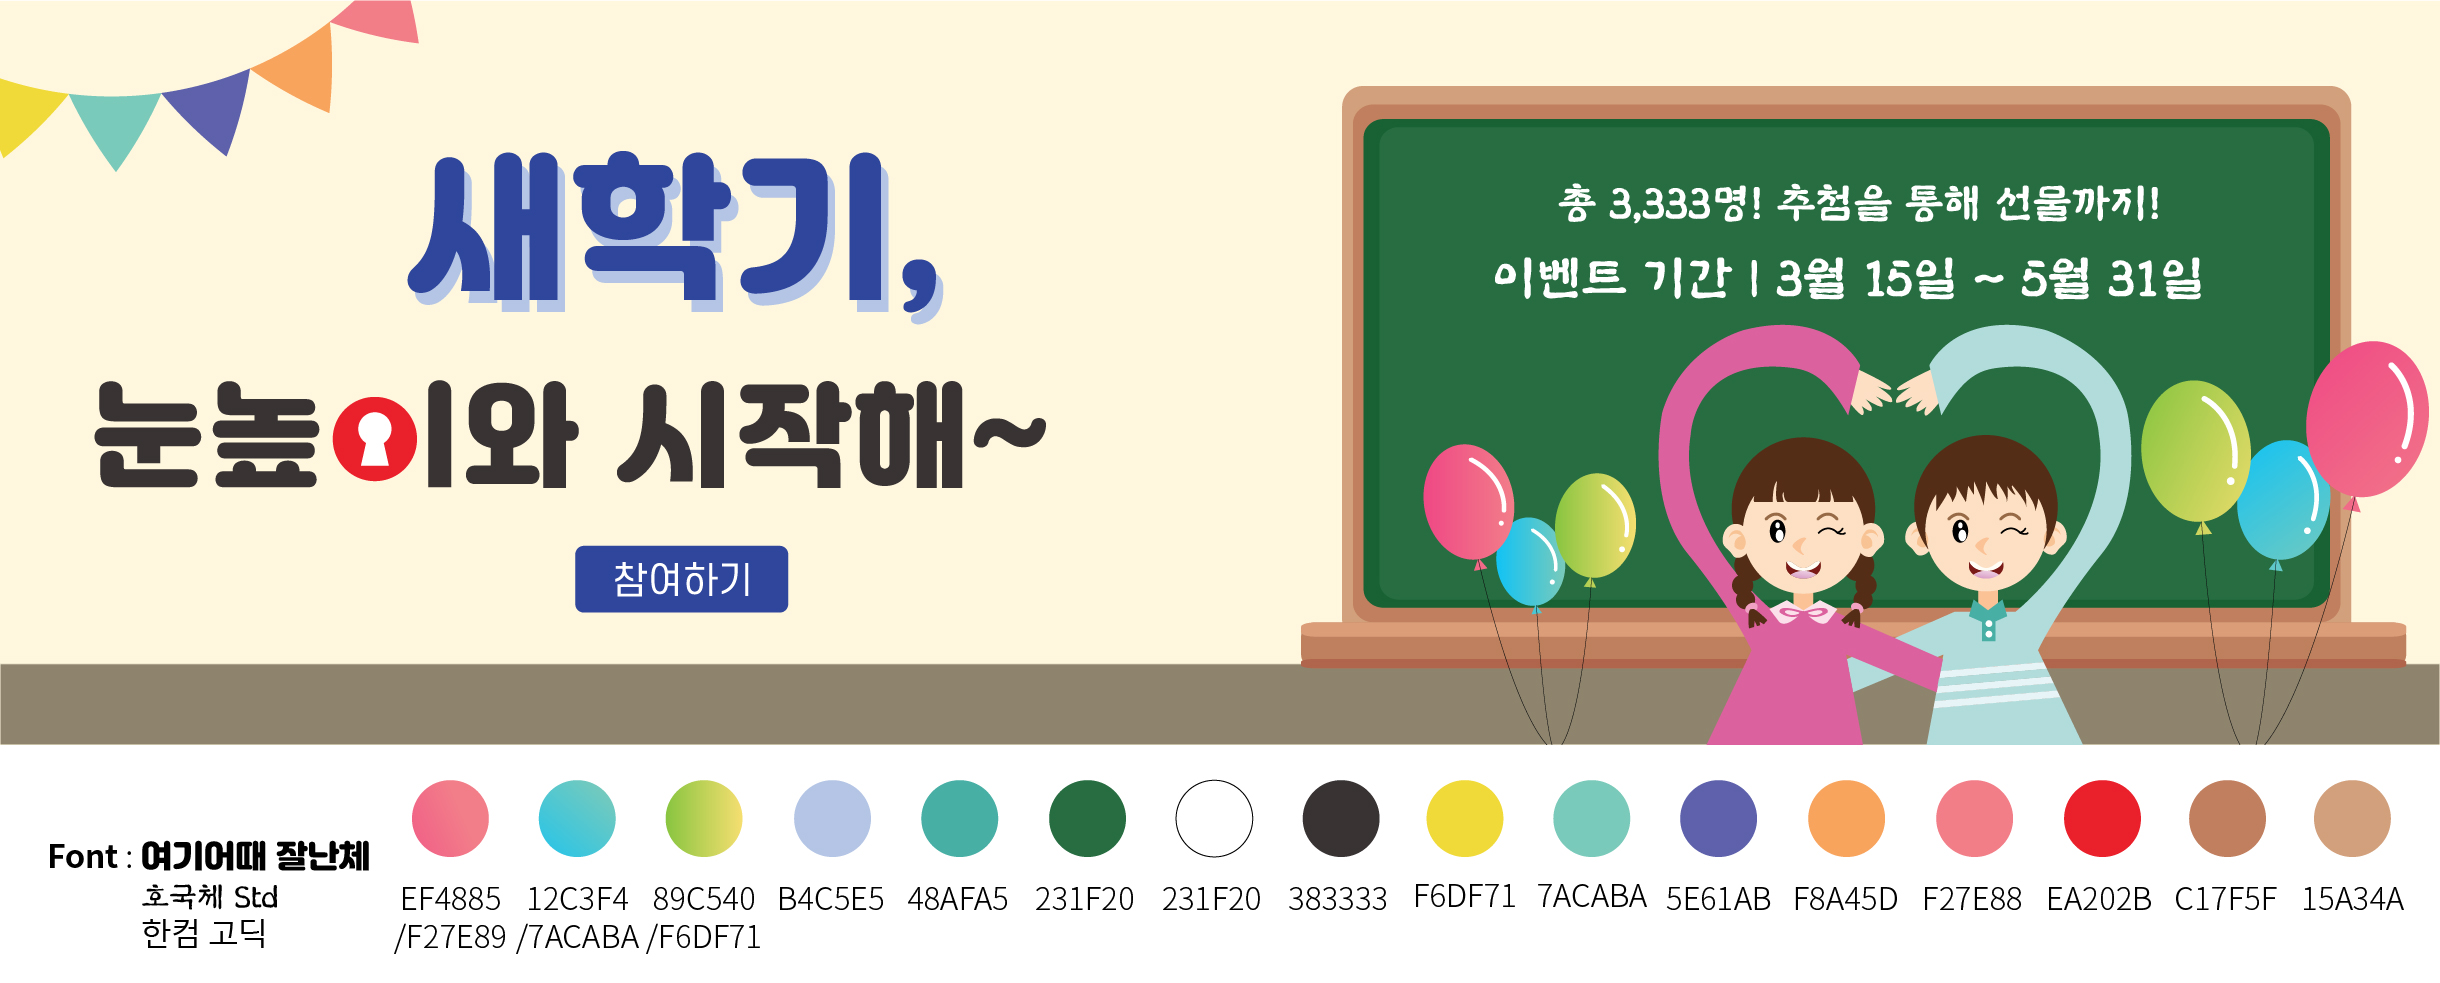 새학기,
눈높이와 시작해~
참여하기
총 3,333명! 추첨을 통해 선물까지!
이벤트 기간 | 3월 15일 ~ 5월 31일
Font : 여기어때 잘난체
호국체 Std
한컴 고딕
EF4885 12C3F4 89C540 B4C5E5 48AFA5 231F20 231F20 383333 F6DF71 7ACABA 5E61AB F8A45D F27E88 EA202B C17F5F 15A34A
/F27E89 /7ACABA /F6DF71